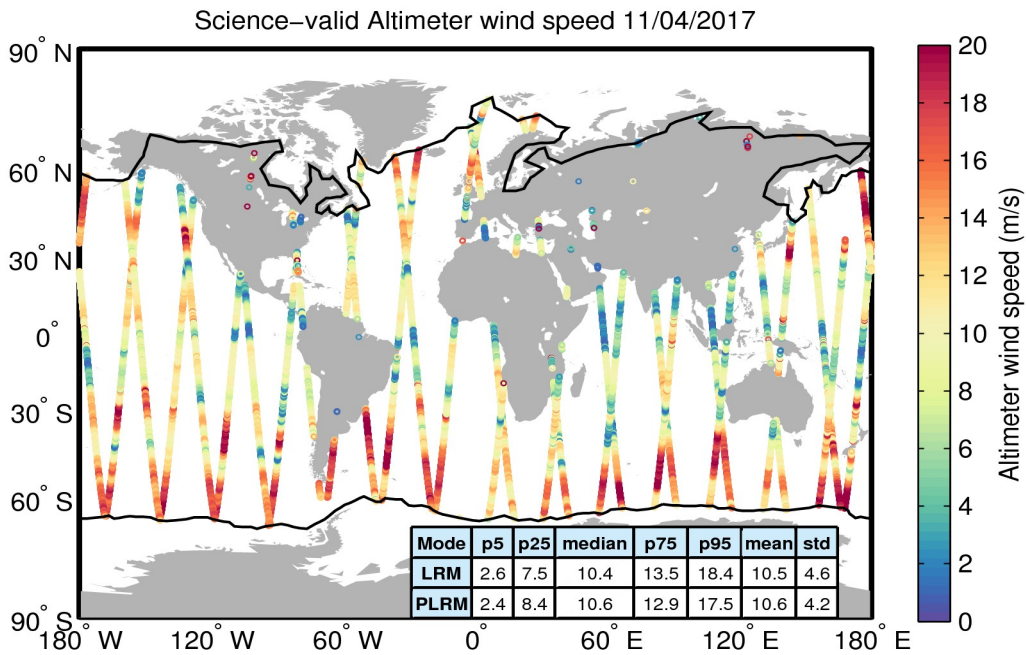 Science−valid Altimeter wind speed 11/04/2017
90° N
60° N
30° N
0°
30° S
60° S
90° S
180° W
120° W
60° W
0°
60° E
120° E
180° E
Mode p5 p25 median p75 p95 mean std
LRM 2.6 7.5 10.4 13.5 18.4 10.5 4.6
PLRM 2.4 8.4 10.6 12.9 17.5 10.6 4.2
20
18
16
14
12
10
8
6
4
2
0
Altimeter wind speed (m/s)